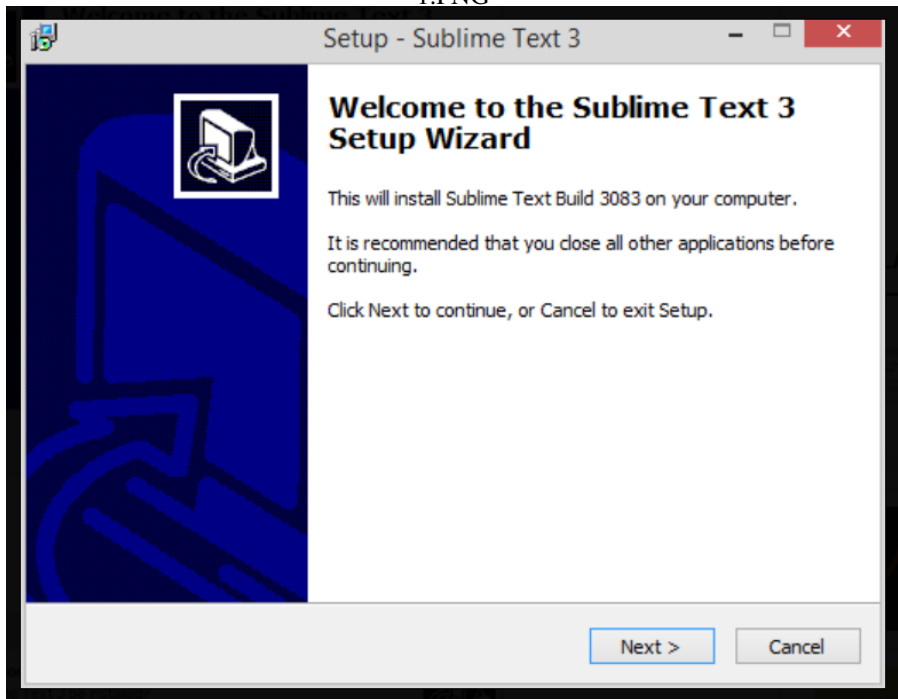 1.PNG
Setup - Sublime Text 3
Welcome to the Sublime Text 3
Setup Wizard
This will install Sublime Text Build 3083 on your computer.
It is recommended that you close all other applications before
continuing.
Click Next to continue, or Cancel to exit Setup.
Next >
Cancel